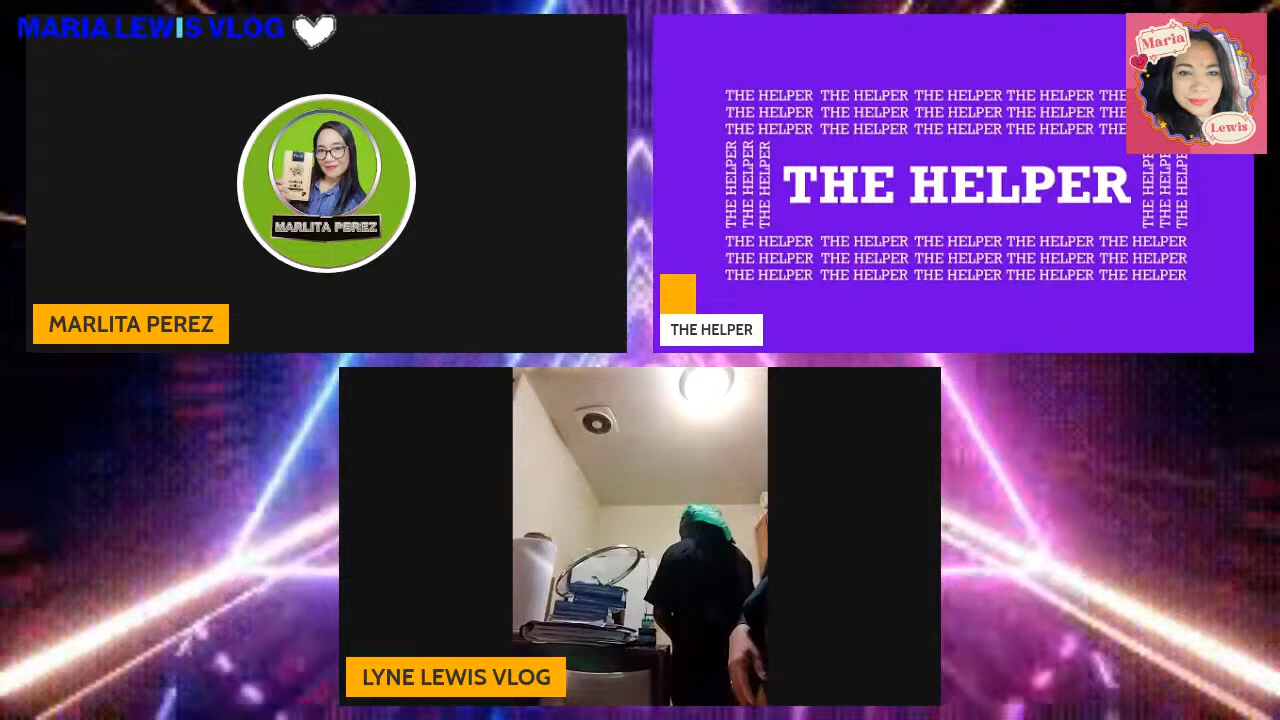 MARIA LEWIS VLOG
Maria
Lewis
MARLITA PEREZ
MARLITA PEREZ
THE HELPER THE HELPER THE HELPER THE HELPER THE
THE HELPER THE HELPER THE HELPER THE HELPER THE
THE HELPER THE HELPER THE HELPER THE HELPER THE
THE HELPER
THE HELPER
THE HELPER
THE HELPER
THE HELPER THE HELPER THE HELPER THE HELPER THE HELPER
THE HELPER THE HELPER THE HELPER THE HELPER THE HELPER
THE HELPER THE HELPER THE HELPER THE HELPER THE HELPER
THE HELPER
LYNE LEWIS VLOG